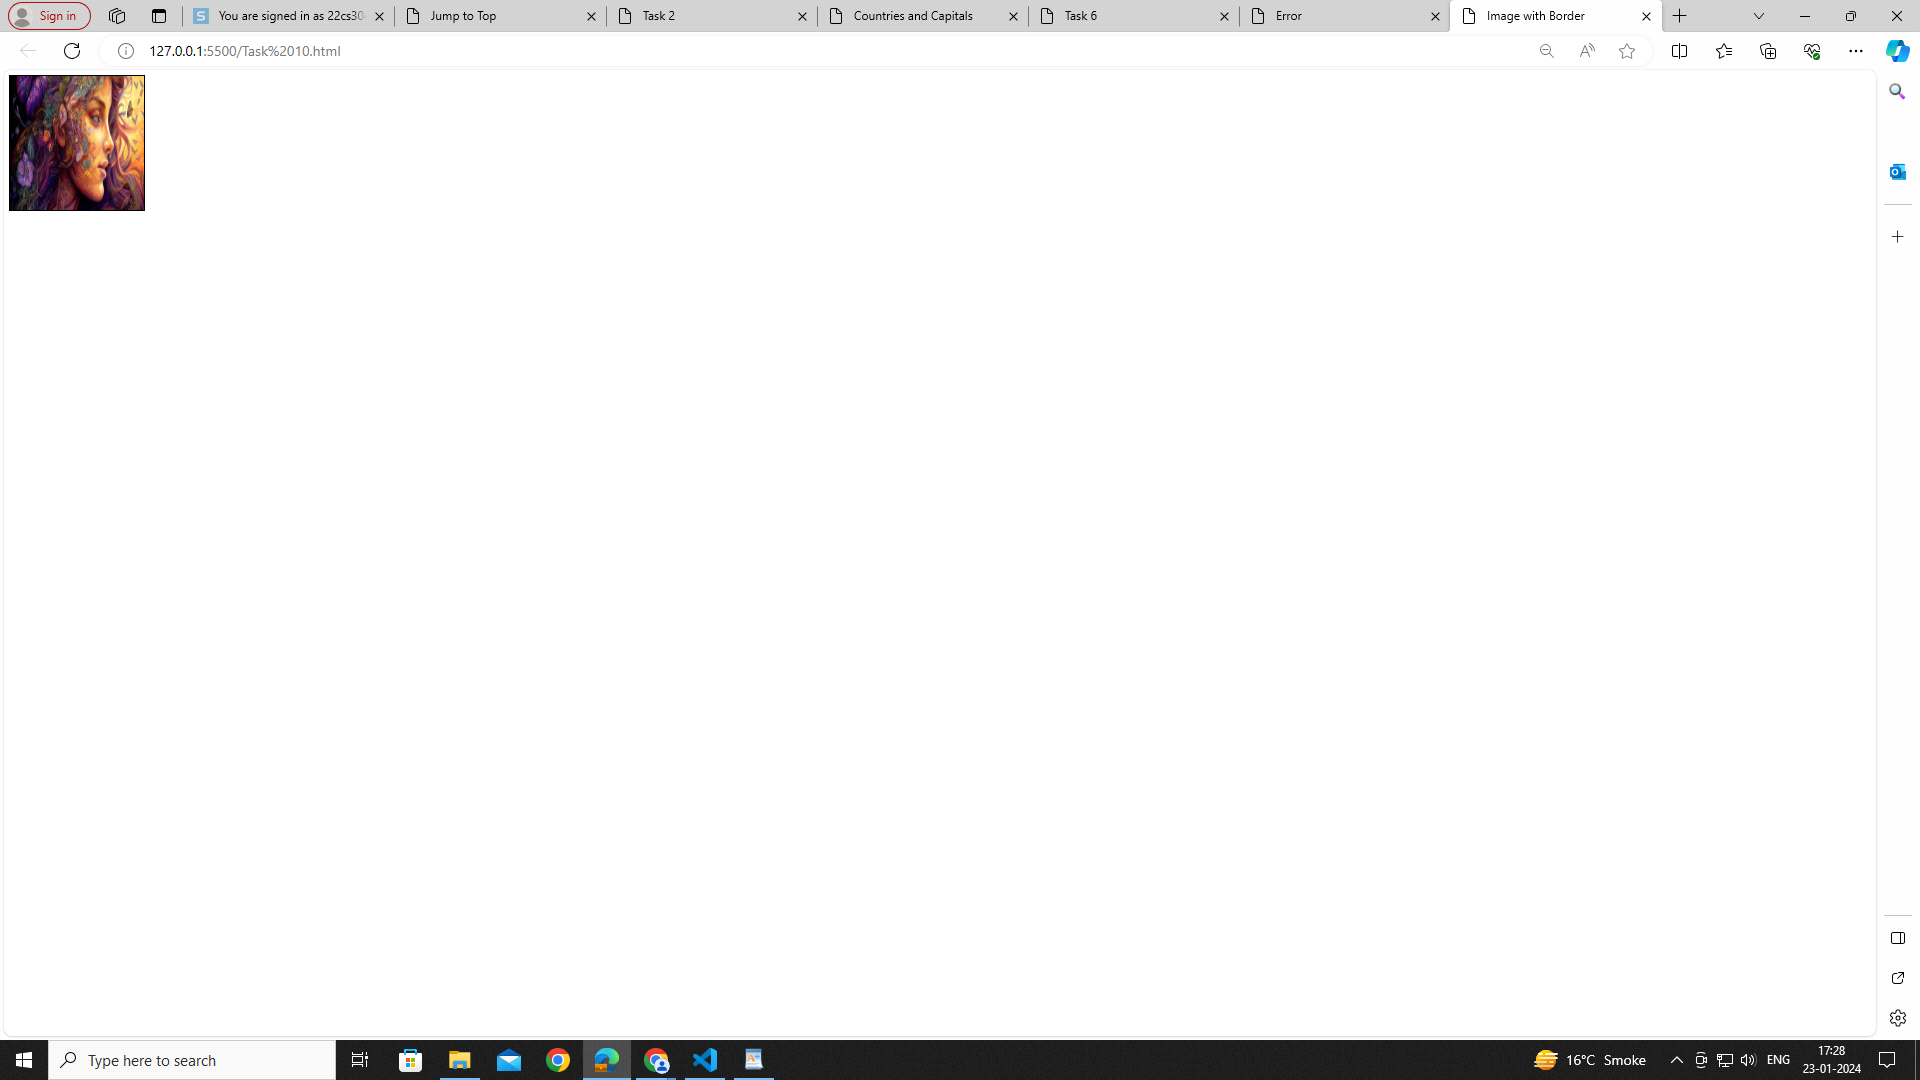 Sign in
You are signed in as 22cs30
Jump to Top
Task 2
Countries and Capitals
Task 6
Error
Image with Border
127.0.0.1:5500/Task%2010.html
Type here to search
16°C Smoke
ENG
17:28
23-01-2024